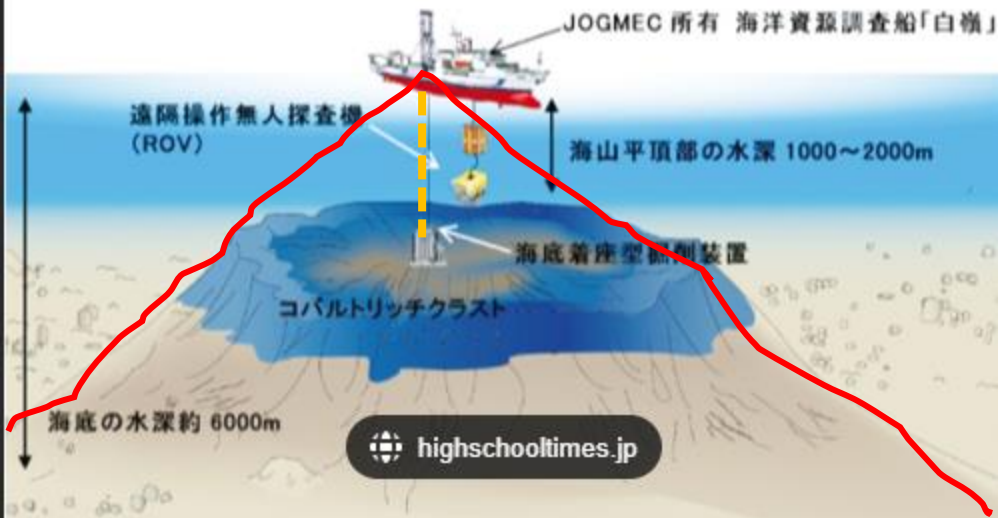 JOGMEC 所有 海洋資源調査船「白嶺」
遠隔操作無人探査機
(ROV)
海山平頂部の水深 1000～2000m
海底着座型掘削装置
コバルトリッチクラスト
海底の水深約 6000m
highschooltimes.jp